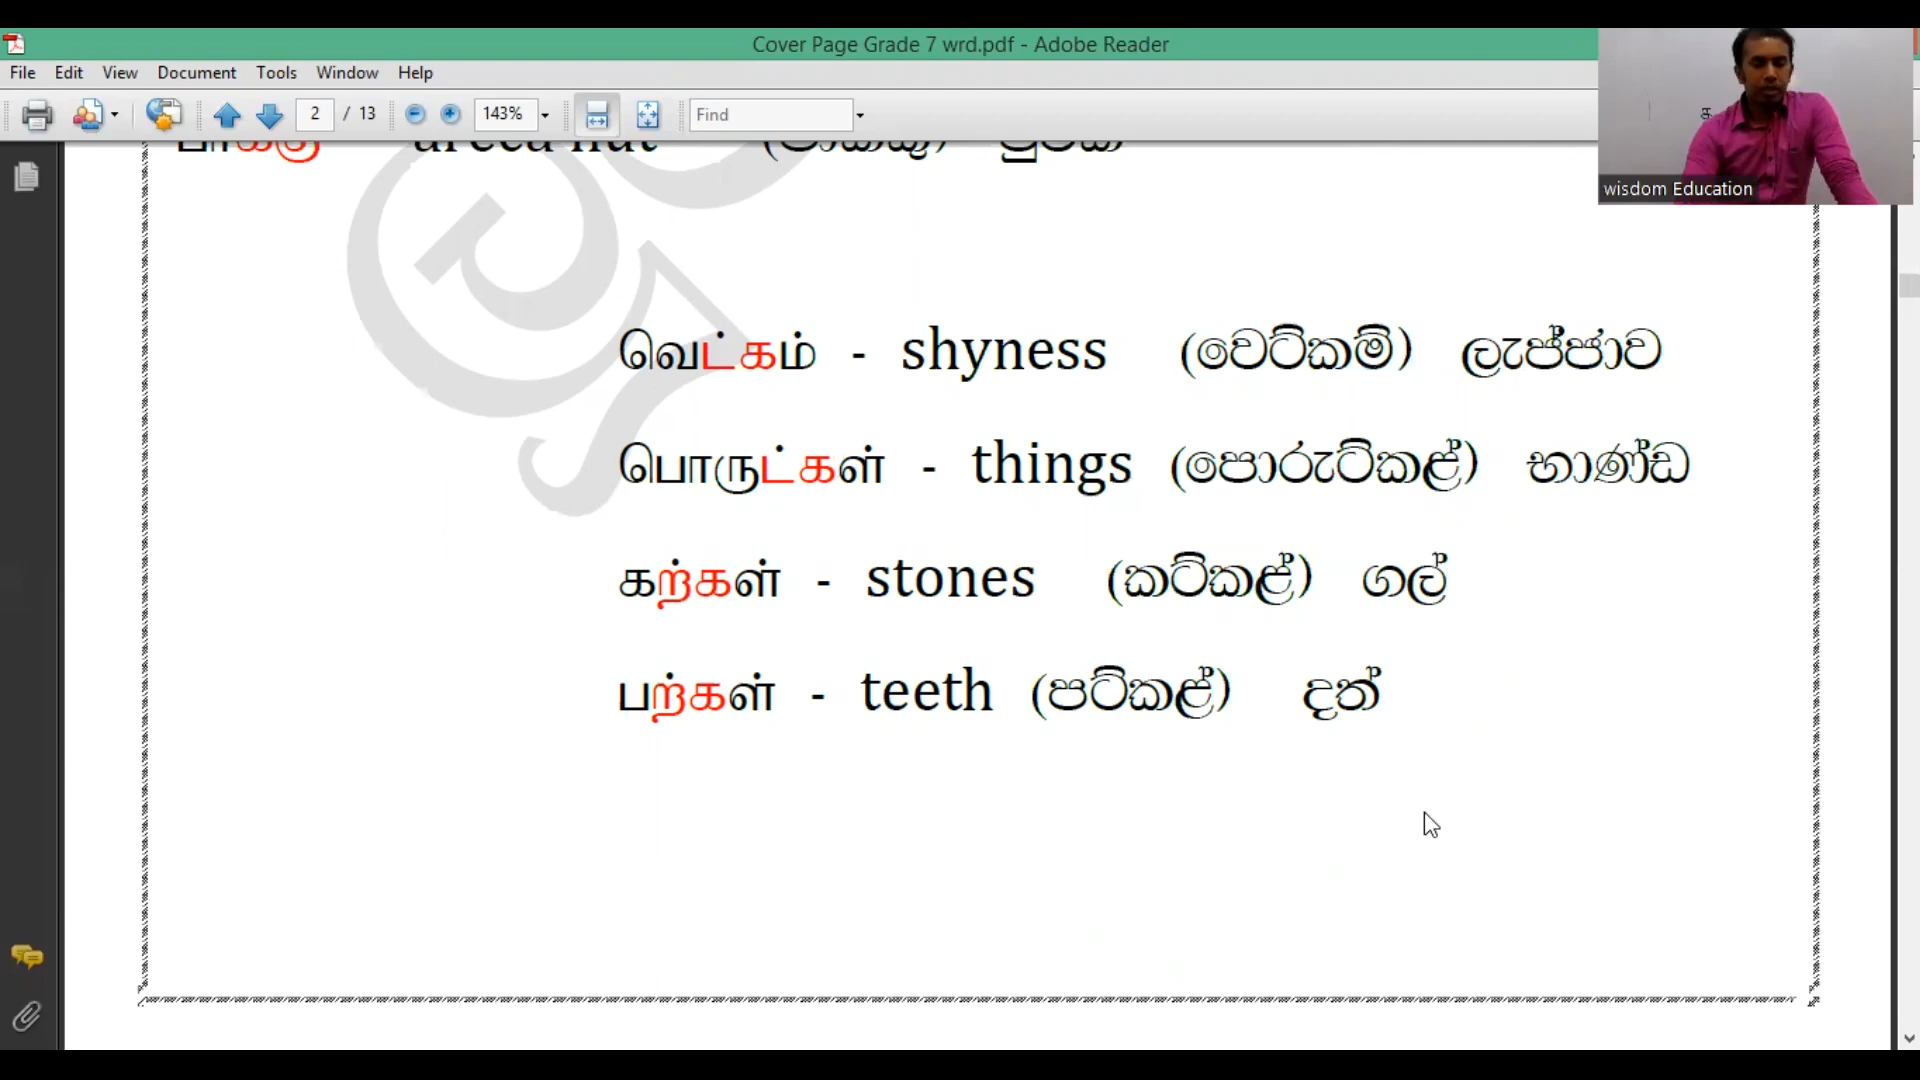 Cover Page Grade 7 wrd.pdf - Adobe Reader
File Edit View Document Tools Window Help
2 / 13 143% Find
wisdom Education
வெட்கம் - shyness (වෙට්කම්) ලැජ්ජාව
பொருட்கள் - things (පොරුට්කළ්) භාණ්ඩ
கற்கள் - stones (කට්කළ්) ගල්
பற்கள் - teeth (පට්කළ්) දත්